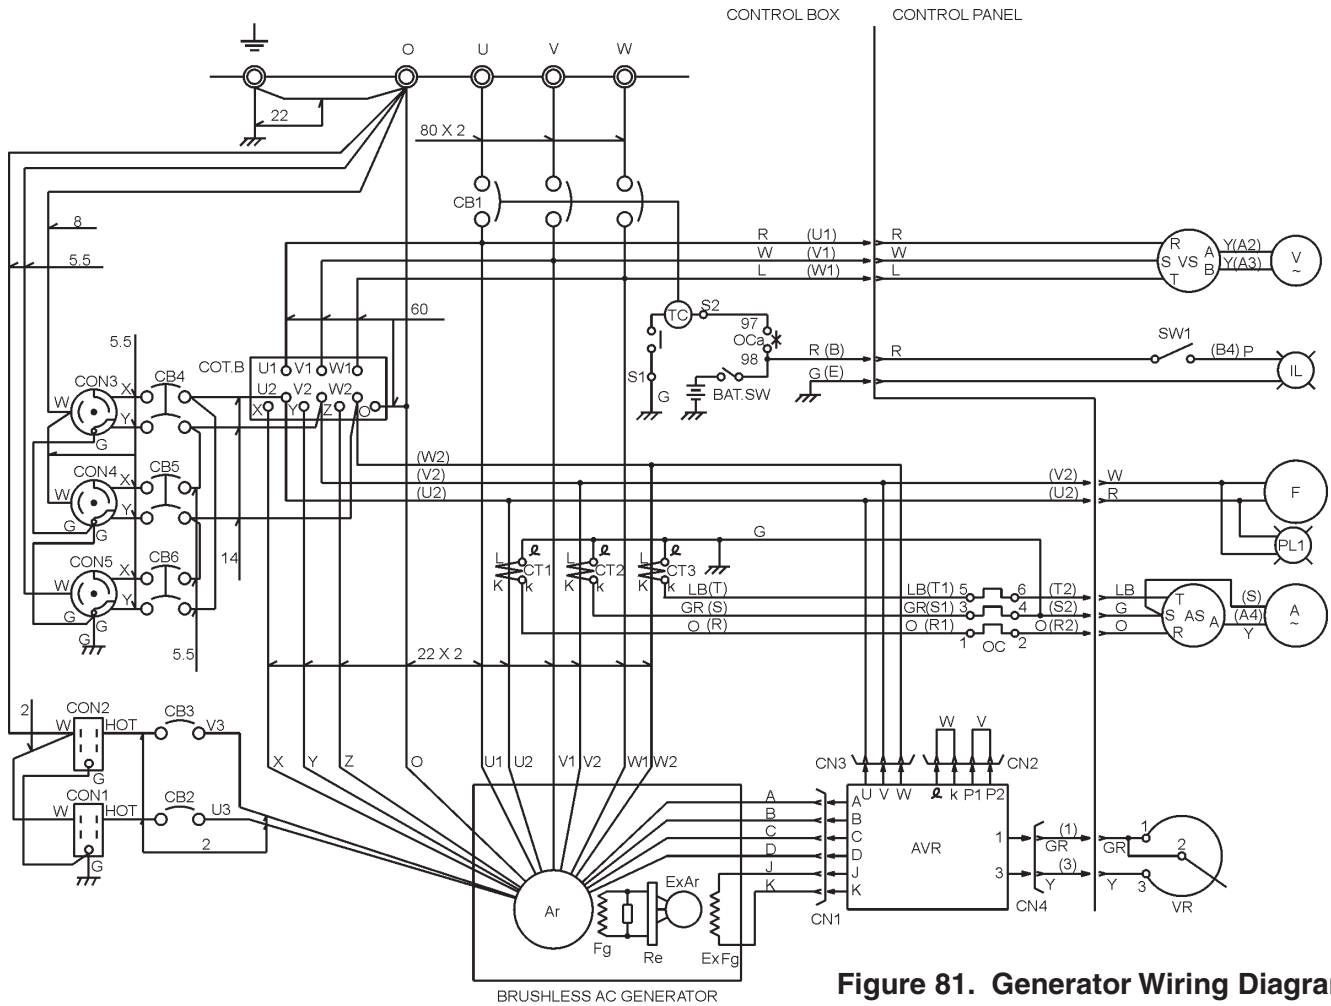 CONTROL BOX CONTROL PANEL
O U V W
22
80 X 2
CB1
8
R (U1) R
W (V1) W
L (W1) L
R A
S VS
T B
Y(A2)
Y(A3)
V
~
5.5
60
TC S2
97
OCa
98
S1
G
BAT.SW
R (B) R
G (E)
SW1
(B4) P
IL
5.5
COT.B U1 V1 W1
U2 V2 W2
X Y Z O
CON3 X CB4
W Y
G
(W2)
(V2) (V2) W
(U2) (U2) R
F
PL1
CON4 X CB5
W Y
G G
14
G
L ℓ L ℓ L ℓ
CT1 CT2 CT3
K k K k K k
CON5 X CB6
W Y
G
G
5.5
LB(T) LB(T1) 5 6 (T2) LB
GR (S) GR(S1) 3 4 (S2) G
O (R) O (R1) O(R2) O
1 OC 2
T
S AS A
R
(S)
(A4)
Y
A
~
22 X 2
2
CON2 CB3
W HOT V3
G
CON1 CB2
W HOT U3
G
2
X Y Z O U1 U2 V1 V2 W1 W2
W V
CN3 CN2
U V W ℓ k P1 P2
A A
B B
C C
D D
J J
K K
AVR
1 (1)
GR GR
3 (3)
Y Y
CN1 CN4
1
2
3
VR
Ar
ExAr
Fg Re ExFg
BRUSHLESS AC GENERATOR
Figure 81. Generator Wiring Diagra